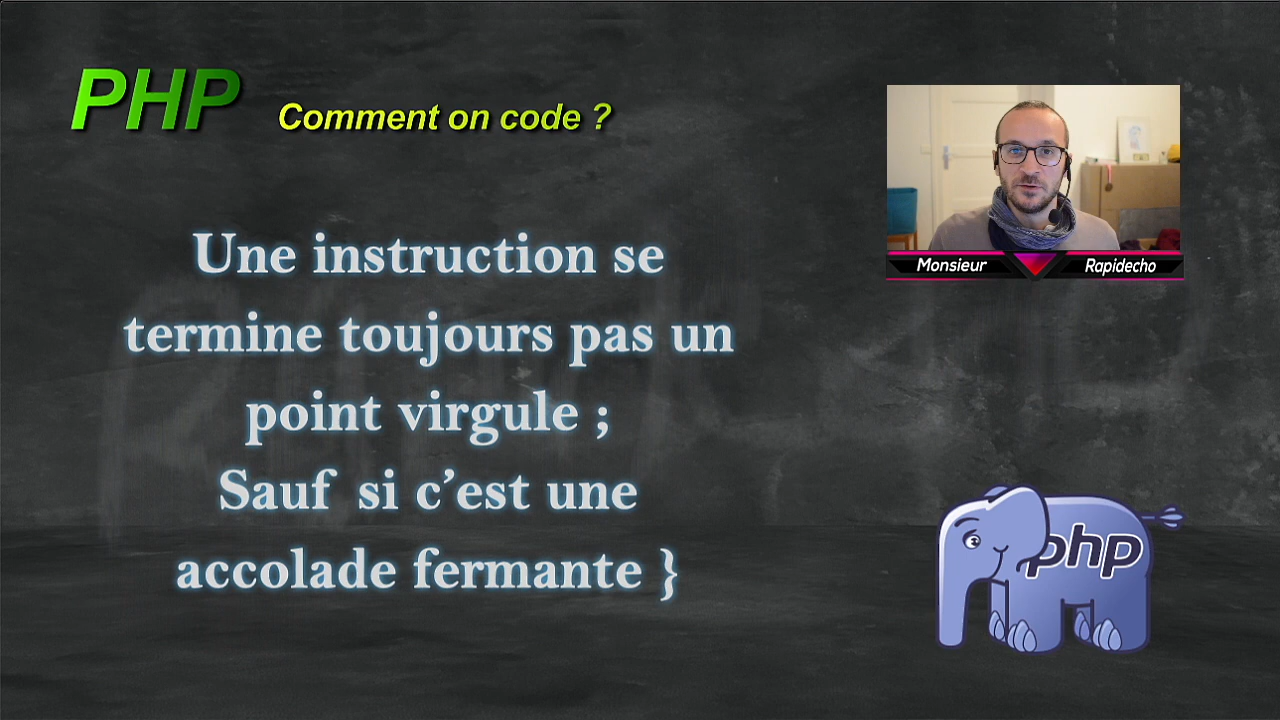 PHP
Comment on code ?
Monsieur
Rapidecho
Une instruction se
termine toujours pas un
point virgule ;
Sauf si c’est une
accolade fermante }
php